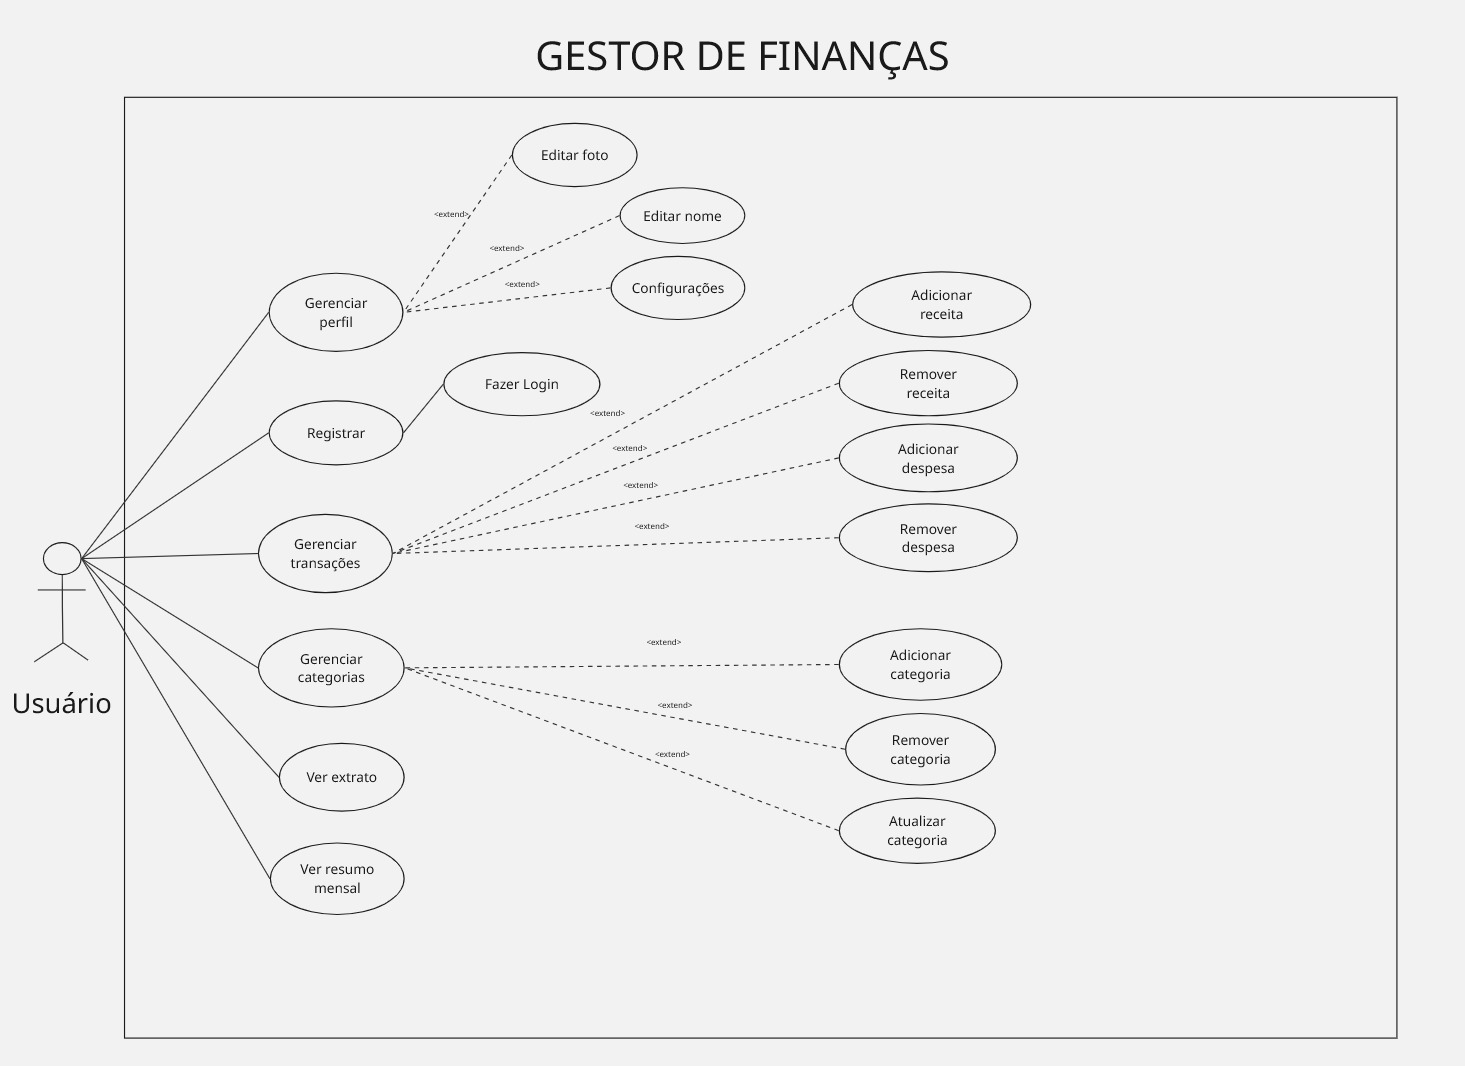 GESTOR DE FINANÇAS
Editar foto
<extend>
Editar nome
<extend>
Configurações
<extend>
Gerenciar
perfil
Fazer Login
Registrar
Adicionar
receita
<extend>
Remover
receita
<extend>
Adicionar
despesa
<extend>
Remover
despesa
<extend>
Gerenciar
transações
Gerenciar
categorias
<extend>
Adicionar
categoria
<extend>
Remover
categoria
<extend>
Atualizar
categoria
Usuário
Ver extrato
Ver resumo
mensal